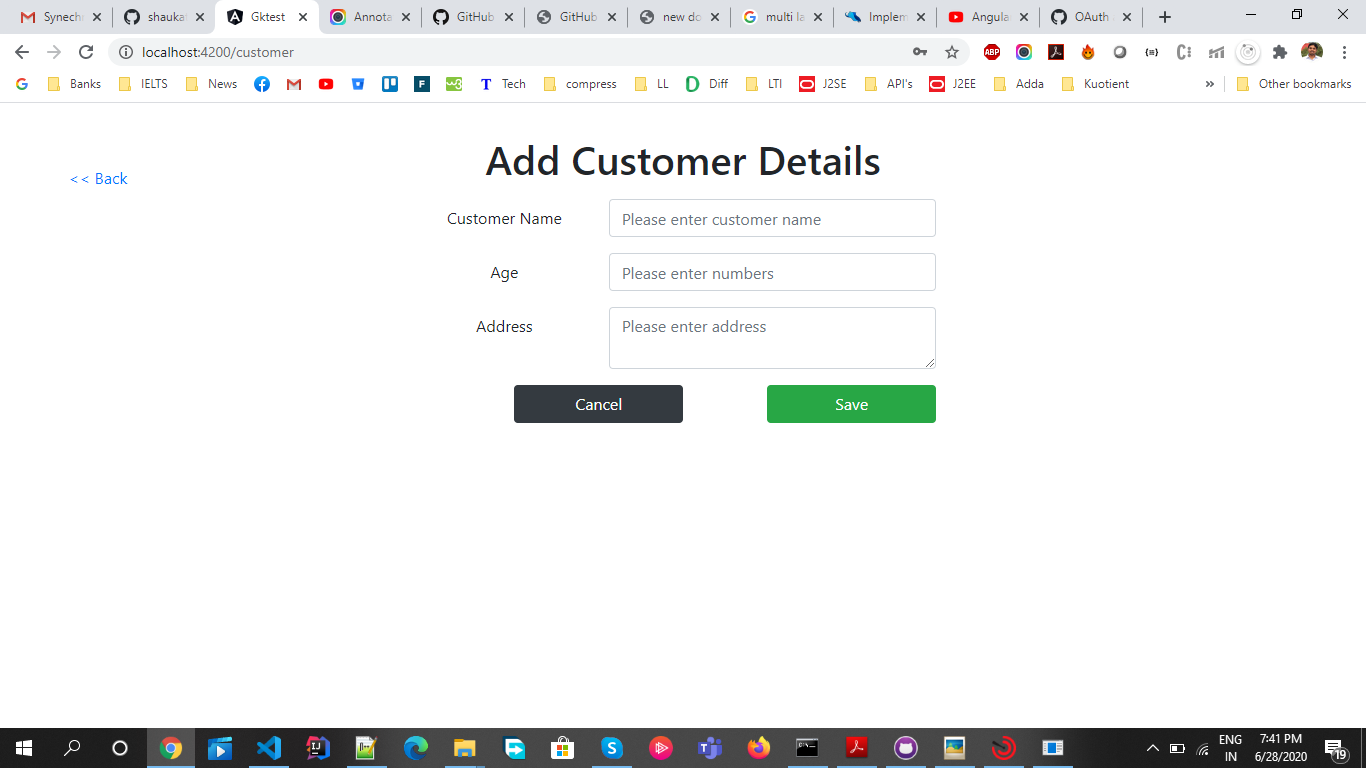 Synech
shauka
Gktest
Annota
GitHub
GitHub
new do
multi la
Implem
Angula
OAuth
localhost:4200/customer
ABP
Banks
IELTS
News
F
T Tech
compress
LL
Diff
LTI
J2SE
API's
J2EE
Adda
Kuotient
»
Other bookmarks
Add Customer Details
<< Back
Customer Name
Please enter customer name
Age
Please enter numbers
Address
Please enter address
Cancel
Save
ENG
IN
7:41 PM
6/28/2020
19